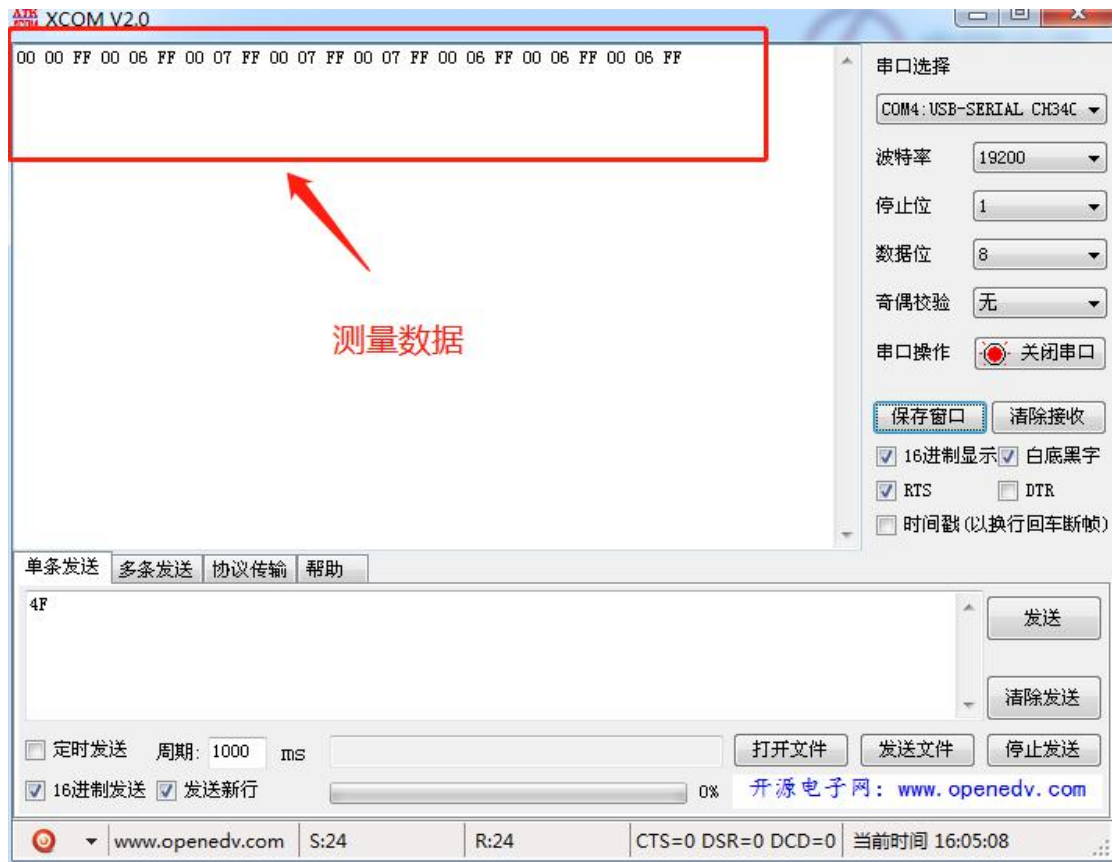 XCOM V2.0
00 00 FF 00 06 FF 00 07 FF 00 07 FF 00 07 FF 00 06 FF 00 06 FF 00 06 FF
测量数据
串口选择
COM4:USB-SERIAL CH34
波特率 19200
停止位 1
数据位 8
奇偶校验 无
串口操作 关闭串口
保存窗口 清除接收
16进制显示 白底黑字
RTS DTR
时间戳(以换行回车断帧)
单条发送 多条发送 协议传输 帮助
4F
发送
清除发送
定时发送 周期: 1000 ms 打开文件 发送文件 停止发送
16进制发送 发送新行 0% 开源电子网: www.openedv.com
www.openedv.com S:24 R:24 CTS=0 DSR=0 DCD=0 当前时间 16:05:08